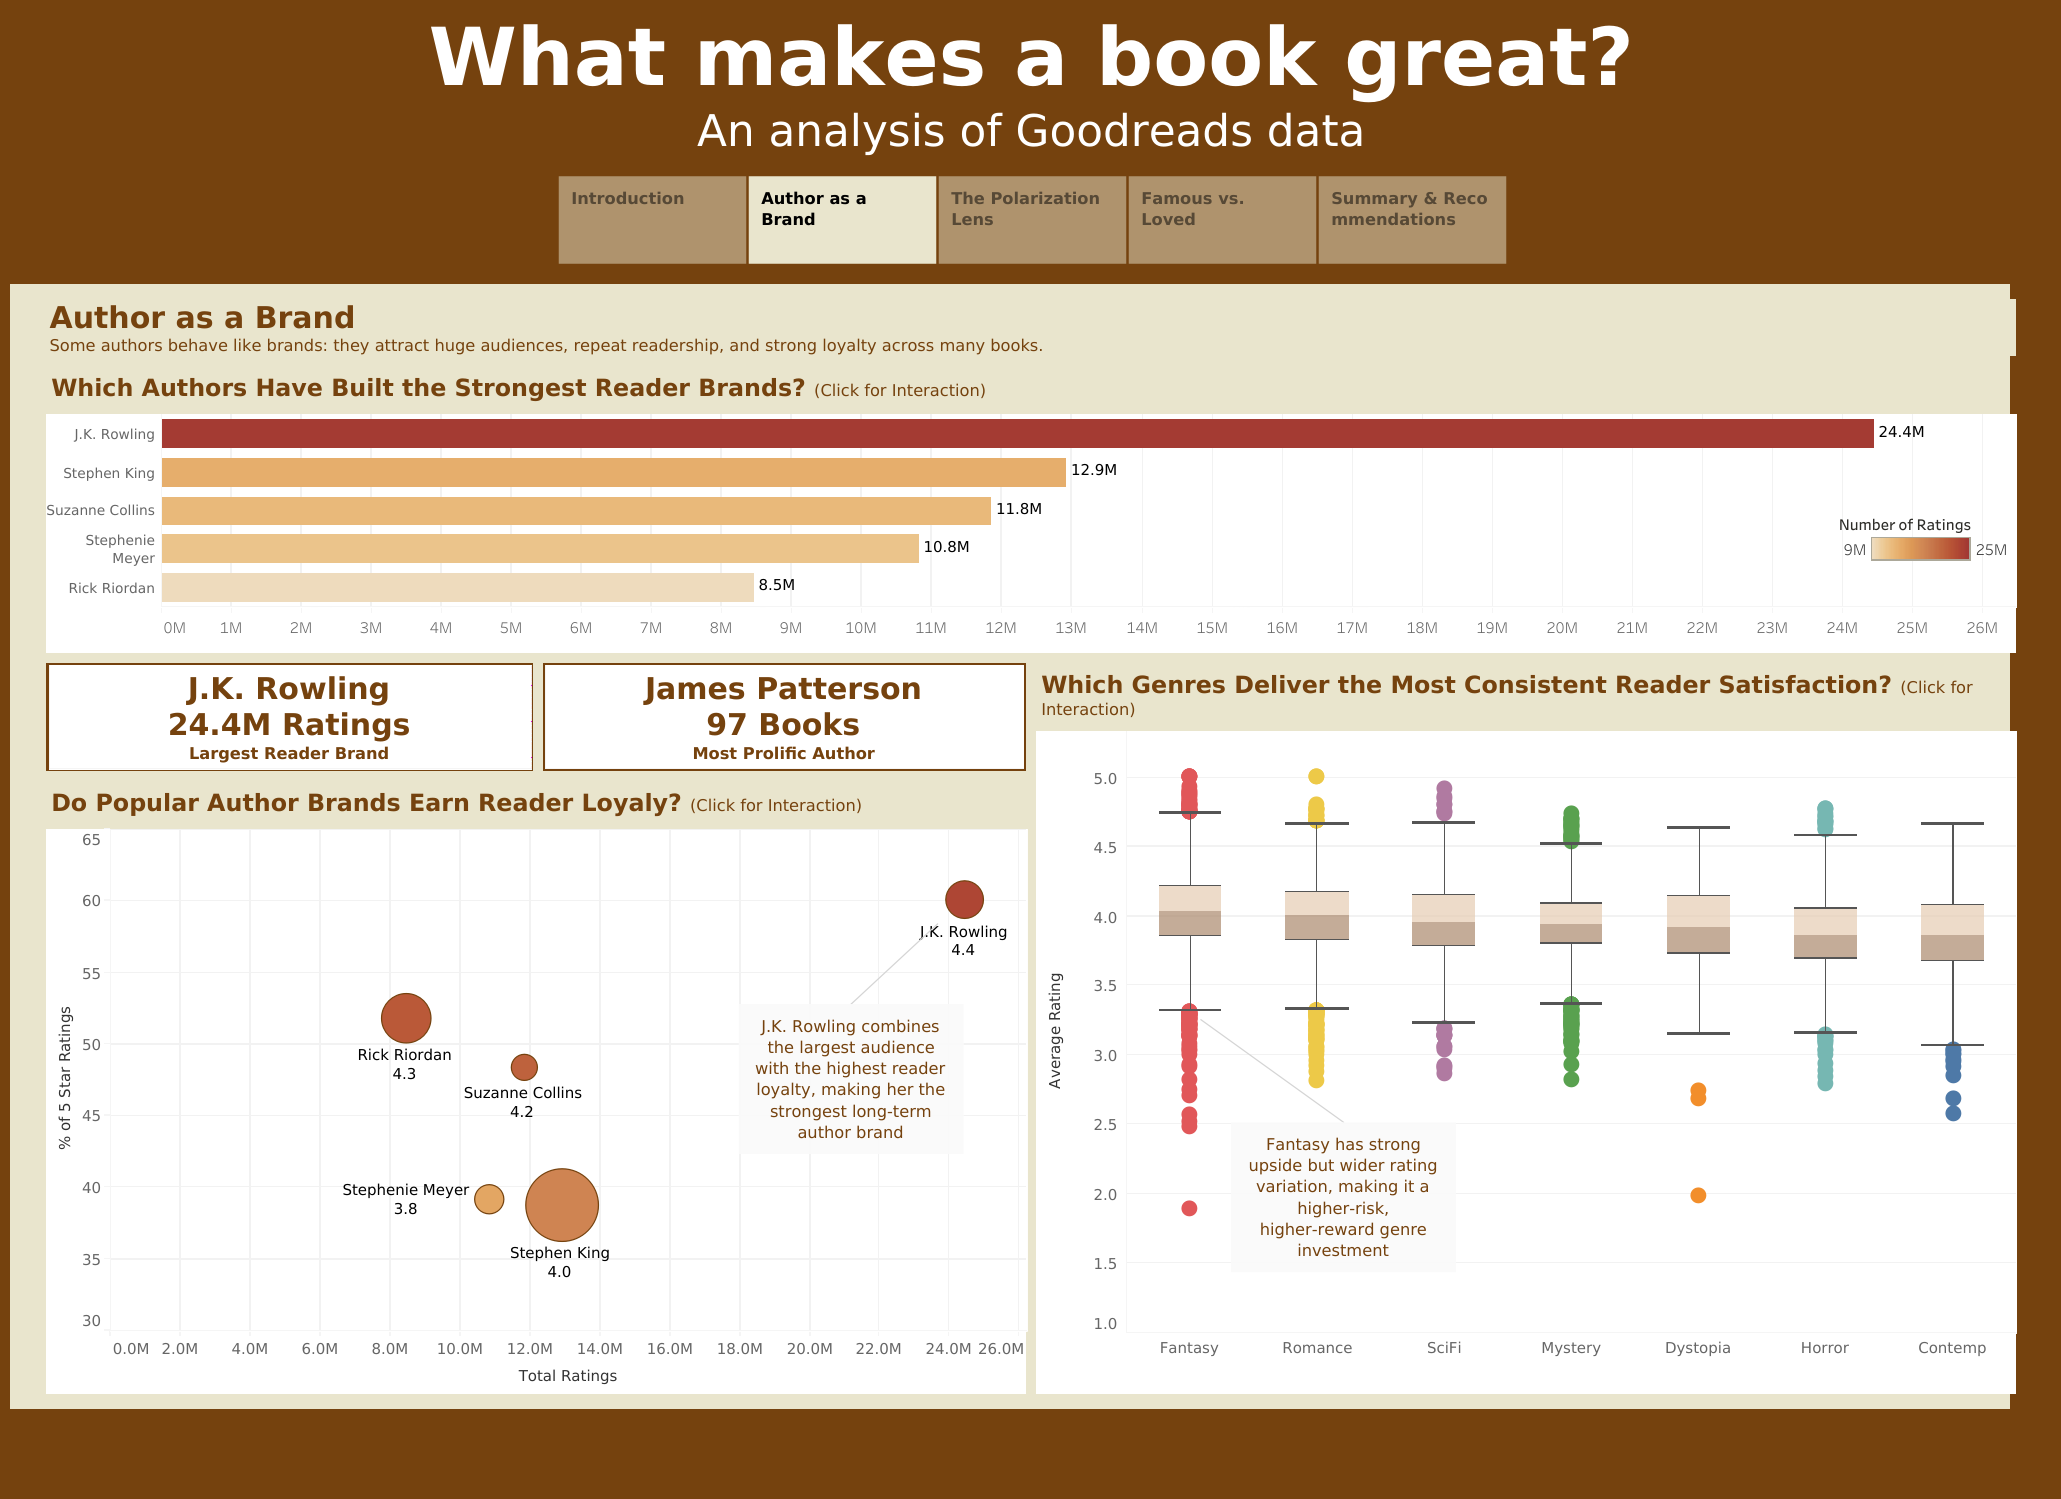 What makes a book great?
An analysis of Goodreads data
Introduction
Author as a
Brand
The Polarization
Lens
Famous vs.
Loved
Summary & Reco
mmendations
Author as a Brand
Some authors behave like brands: they attract huge audiences, repeat readership, and strong loyalty across many books.
Which Authors Have Built the Strongest Reader Brands? (Click for Interaction)
J.K. Rowling
24.4M
Stephen King
12.9M
Suzanne Collins
11.8M
Stephenie
Meyer
10.8M
Rick Riordan
8.5M
Number of Ratings
9M 25M
0M 1M 2M 3M 4M 5M 6M 7M 8M 9M 10M 11M 12M 13M 14M 15M 16M 17M 18M 19M 20M 21M 22M 23M 24M 25M 26M
J.K. Rowling
24.4M Ratings
Largest Reader Brand
James Patterson
97 Books
Most Prolific Author
Do Popular Author Brands Earn Reader Loyaly? (Click for Interaction)
% of 5 Star Ratings
65
60
55
50
45
40
35
30
J.K. Rowling
4.4
Rick Riordan
4.3
Suzanne Collins
4.2
Stephenie Meyer
3.8
Stephen King
4.0
J.K. Rowling combines
the largest audience
with the highest reader
loyalty, making her the
strongest long-term
author brand
0.0M 2.0M 4.0M 6.0M 8.0M 10.0M 12.0M 14.0M 16.0M 18.0M 20.0M 22.0M 24.0M 26.0M
Total Ratings
Which Genres Deliver the Most Consistent Reader Satisfaction? (Click for
Interaction)
Average Rating
5.0
4.5
4.0
3.5
3.0
2.5
2.0
1.5
1.0
Fantasy has strong
upside but wider rating
variation, making it a
higher-risk,
higher-reward genre
investment
Fantasy Romance SciFi Mystery Dystopia Horror Contemp